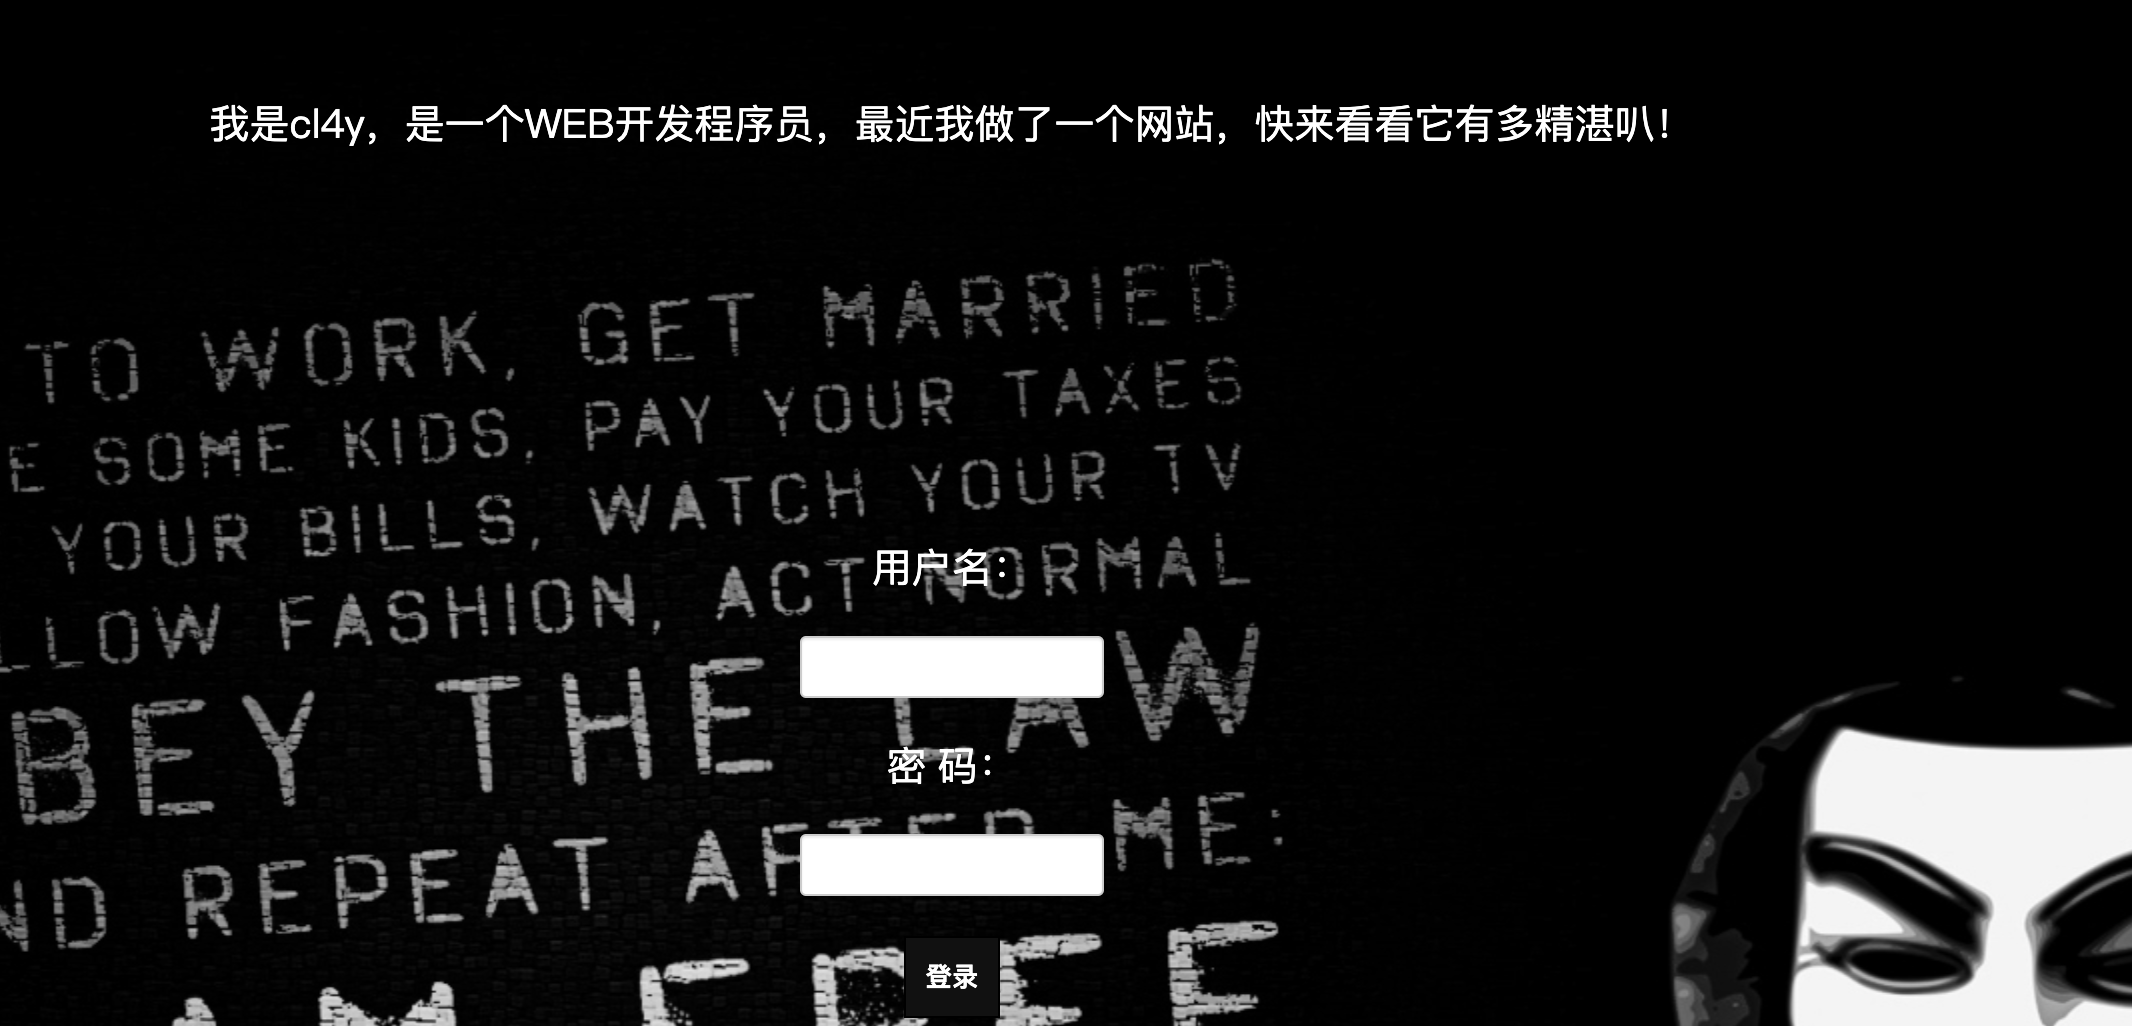 我是cl4y，是一个WEB开发程序员，最近我做了一个网站，快来看看它有多精湛叭！
TO WORK, GET MARRIED
E SOME KIDS, PAY YOUR TAXES
YOUR BILLS, WATCH YOUR TV
LLOW FASHION, ACT NORMAL
用户名：
BEY THE LAW
密 码：
ND REPEAT AFTER ME:
AM FREE
登录